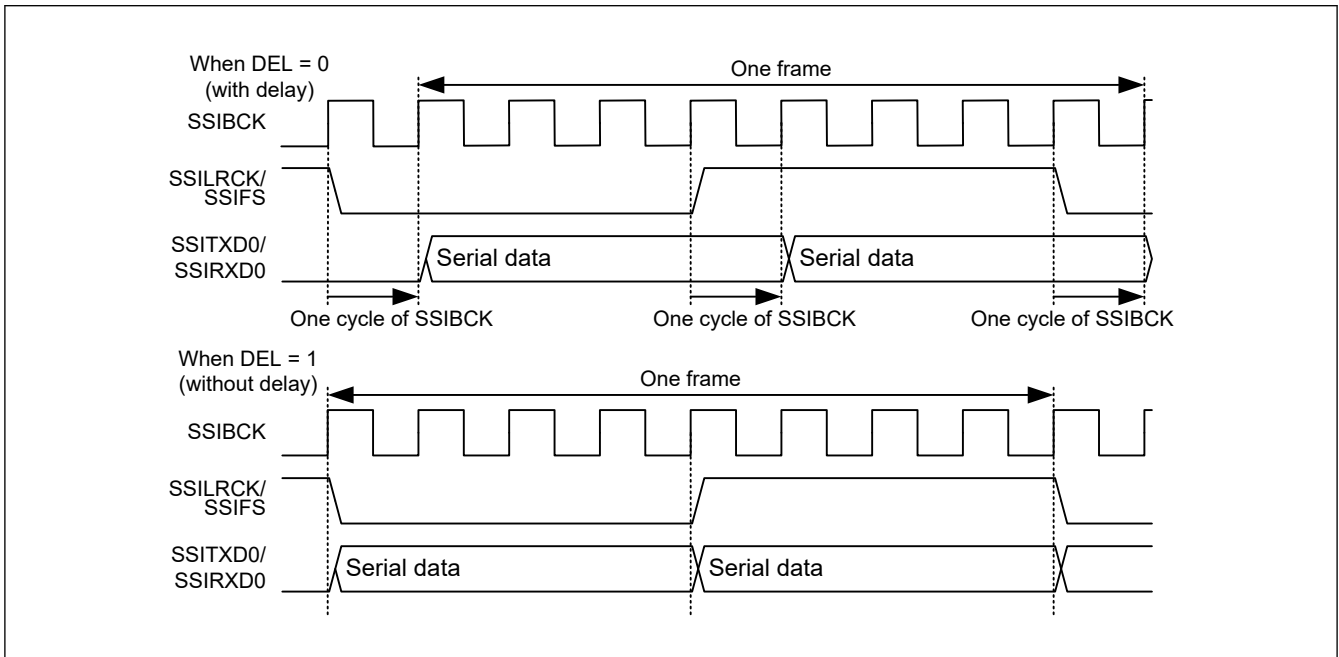 When DEL = 0
(with delay)
One frame
SSIBCK
SSILRCK/
SSIFS
SSITXD0/
SSIRXD0
Serial data
Serial data
One cycle of SSIBCK
One cycle of SSIBCK
One cycle of SSIBCK
When DEL = 1
(without delay)
One frame
SSIBCK
SSILRCK/
SSIFS
SSITXD0/
SSIRXD0
Serial data
Serial data